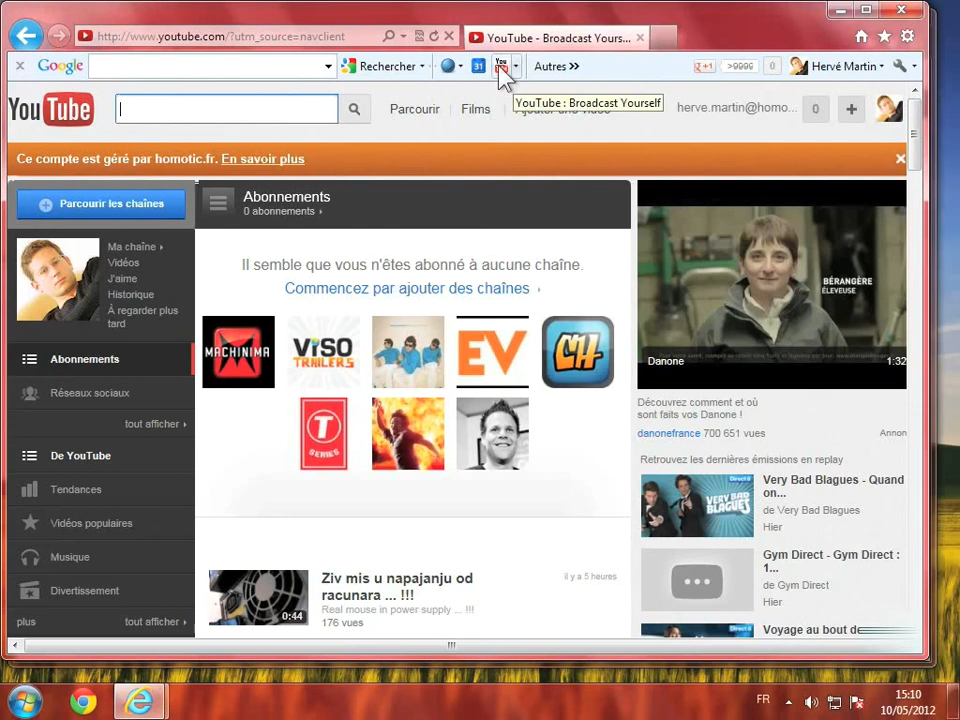 http://www.youtube.com/?utm_source=navclient
YouTube - Broadcast Yours...
Google
Rechercher
31
You
Autres »
+1
>9999
0
Hervé Martin
YouTube
Parcourir
Films
YouTube : Broadcast Yourself
herve.martin@homo...
0
Ce compte est géré par homotic.fr. En savoir plus
Parcourir les chaînes
Abonnements
0 abonnements ›
Ma chaîne ›
Vidéos
J'aime
Historique
À regarder plus
tard
Abonnements
Réseaux sociaux
tout afficher ›
De YouTube
Tendances
Vidéos populaires
Musique
Divertissement
plus
tout afficher ›
Il semble que vous n'êtes abonné à aucune chaîne.
Commencez par ajouter des chaînes ›
MACHINIMA
ViSO
TRAILERS
EV
CH
T
SERIES
Ziv mis u napajanju od
racunara ... !!!
Real mouse in power supply ... !!!
176 vues
il y a 5 heures
0:44
BÉRANGÈRE
ÉLEVEUSE
Danone
1:32
Découvrez comment et où
sont faits vos Danone !
danonefrance 700 651 vues
Annon
Retrouvez les dernières émissions en replay
Direct 8
VERY BAD
BLAGUES
Very Bad Blagues - Quand
on...
de Very Bad Blagues
Hier
Gym Direct - Gym Direct :
1...
de Gym Direct
Hier
Voyage au bout de
FR
15:10
10/05/2012